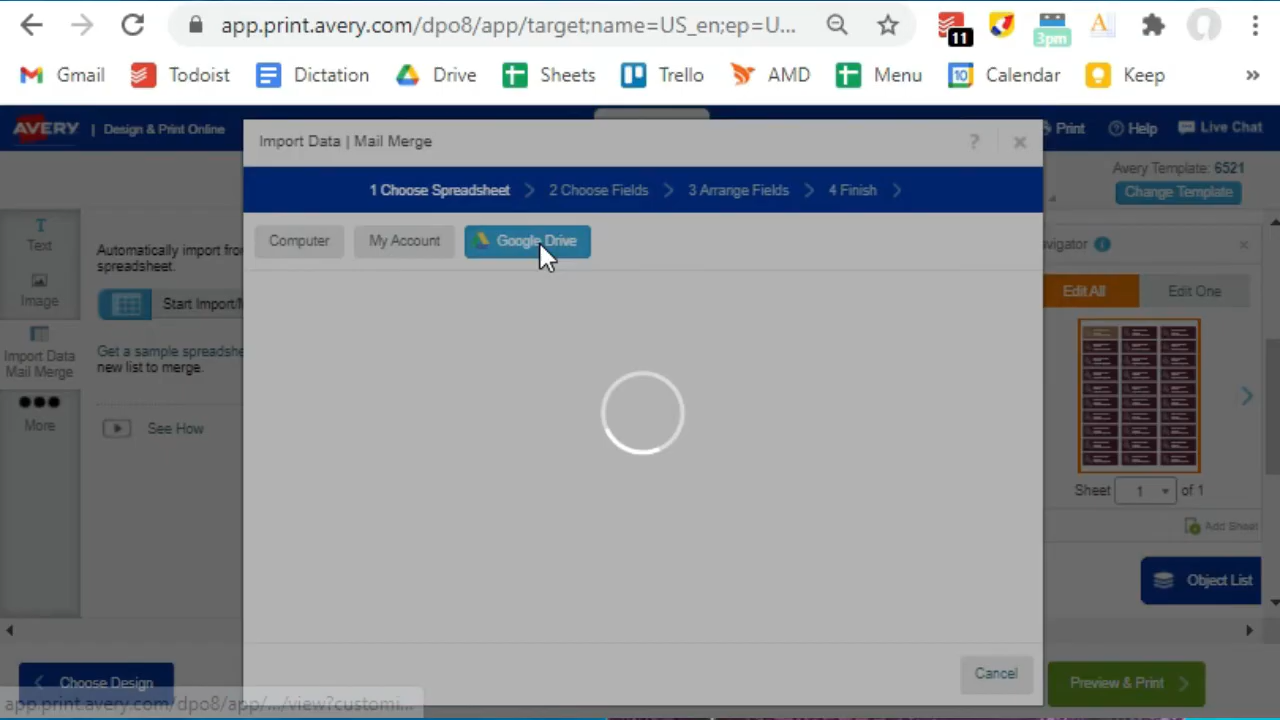 app.print.avery.com/dpo8/app/target;name=US_en;ep=U...
11
3pm
Gmail
Todoist
Dictation
Drive
Sheets
Trello
AMD
Menu
10
Calendar
Keep
AVERY | Design & Print Online
Import Data | Mail Merge
?
Print
Help
Live Chat
1 Choose Spreadsheet
2 Choose Fields
3 Arrange Fields
4 Finish
Avery Template: 6521
Change Template
Computer
My Account
Google Drive
Text
Image
Import Data
Mail Merge
More
Automatically import fro
spreadsheet.
Start Import/
Get a sample spreadshe
new list to merge.
See How
avigator
Edit All
Edit One
Sheet 1 of 1
Add Sheet
Object List
Cancel
Choose Design
Preview & Print
app.print.avery.com/dpo8/app/.../view?customi...